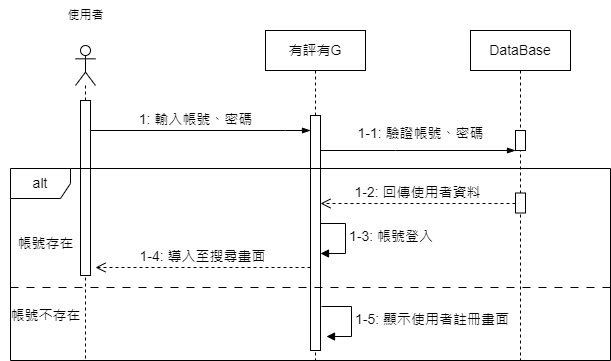 使用者
有評有G
DataBase
1: 輸入帳號、密碼
1-1: 驗證帳號、密碼
alt
1-2: 回傳使用者資料
帳號存在
1-3: 帳號登入
1-4: 導入至搜尋畫面
帳號不存在
1-5: 顯示使用者註冊畫面